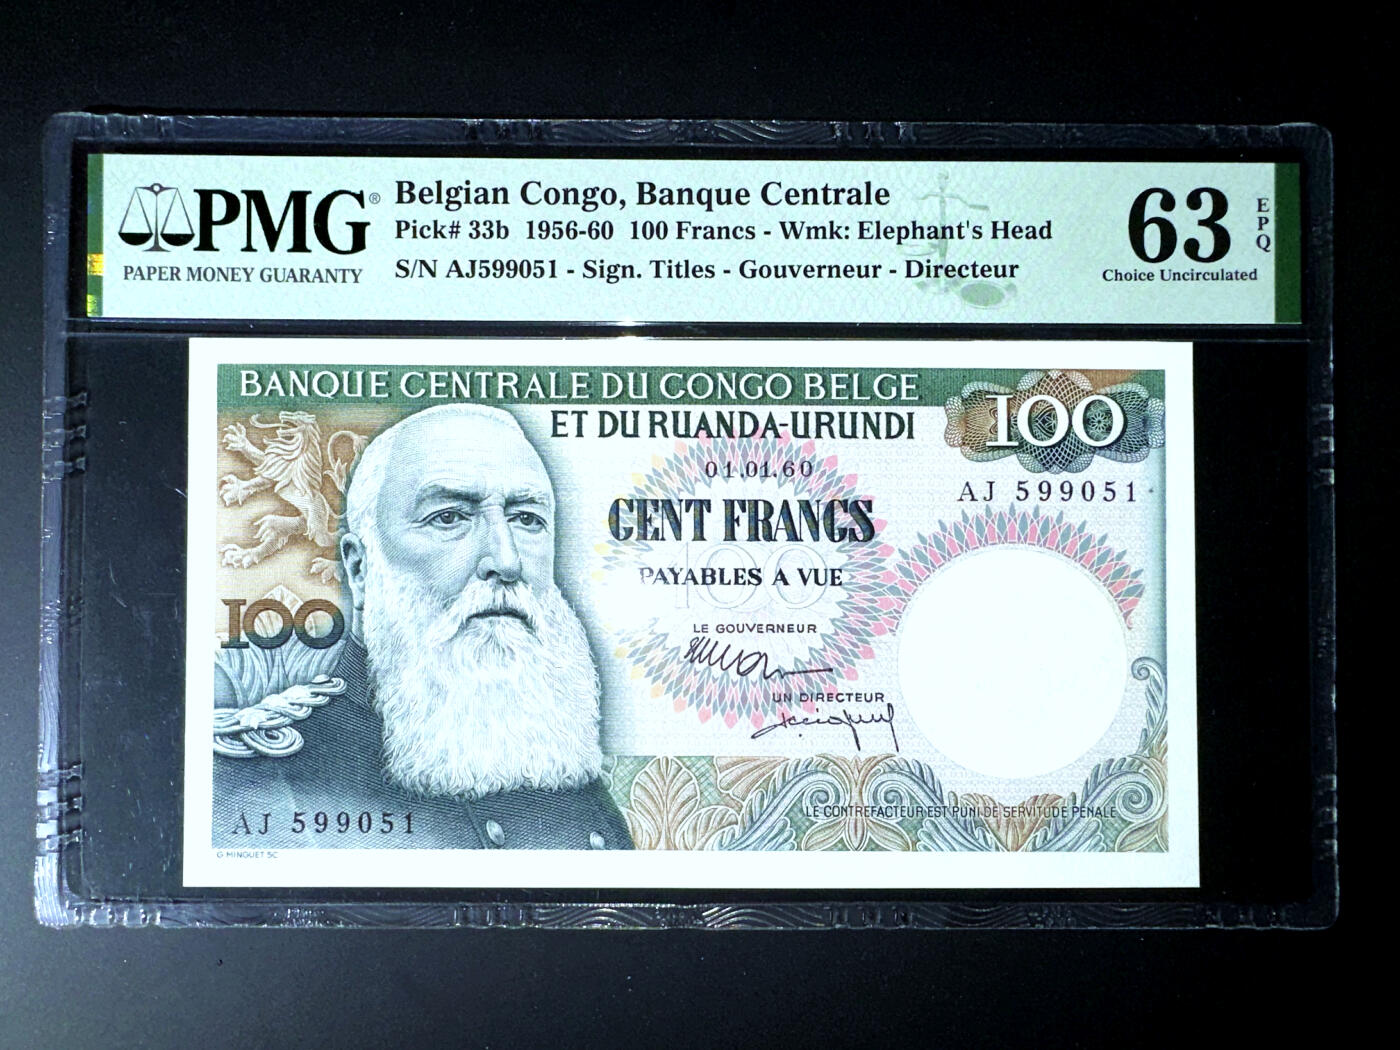 PMG®
PAPER MONEY GUARANTY
Belgian Congo, Banque Centrale
Pick# 33b 1956-60 100 Francs - Wmk: Elephant's Head
S/N AJ599051 - Sign. Titles - Gouverneur - Directeur
63
EPQ
Choice Uncirculated
BANQUE CENTRALE DU CONGO BELGE
ET DU RUANDA-URUNDI
100
01.01.60
AJ 599051
CENT FRANCS
100
PAYABLES A VUE
100
LE GOUVERNEUR
UN DIRECTEUR
LE CONTREFACTEUR EST PUNI DE SERVITUDE PENALE
AJ 599051
G MINGUET SC